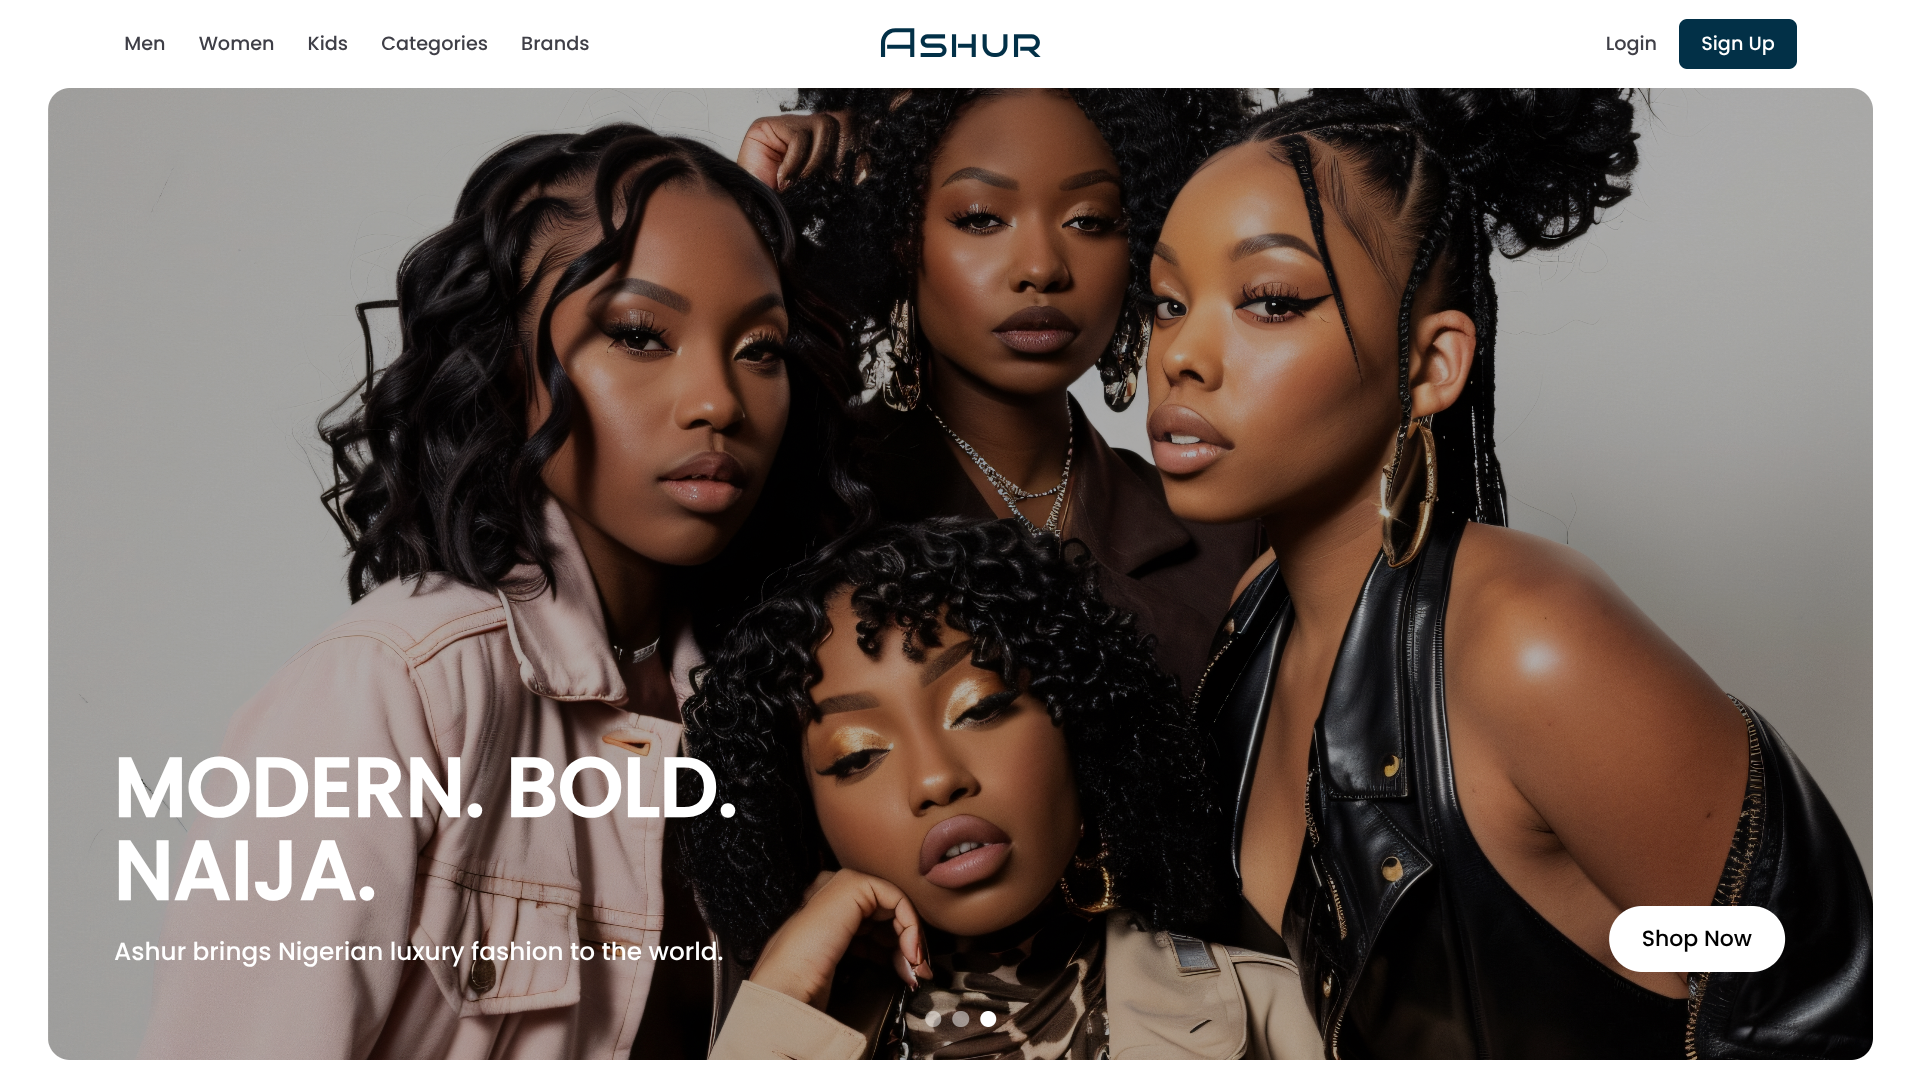 Men Women Kids Categories Brands
ASHUR
Login Sign Up
MODERN. BOLD.
NAIJA.
Ashur brings Nigerian luxury fashion to the world.
Shop Now